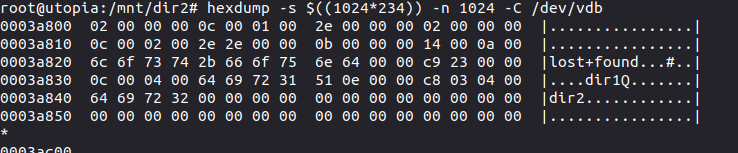 root@utopia:/mnt/dir2# hexdump -s $((1024*234)) -n 1024 -C /dev/vdb
0003a800  02 00 00 00 0c 00 01 00  2e 00 00 00 02 00 00 00  |................|
0003a810  0c 00 02 00 2e 2e 00 00  0b 00 00 00 14 00 0a 00  |................|
0003a820  6c 6f 73 74 2b 66 6f 75  6e 64 00 00 c9 23 00 00  |lost+found...#..|
0003a830  0c 00 04 00 64 69 72 31  51 0e 00 00 c8 03 04 00  |....dir1Q.......|
0003a840  64 69 72 32 00 00 00 00  00 00 00 00 00 00 00 00  |dir2............|
0003a850  00 00 00 00 00 00 00 00  00 00 00 00 00 00 00 00  |................|
*
0003ac00